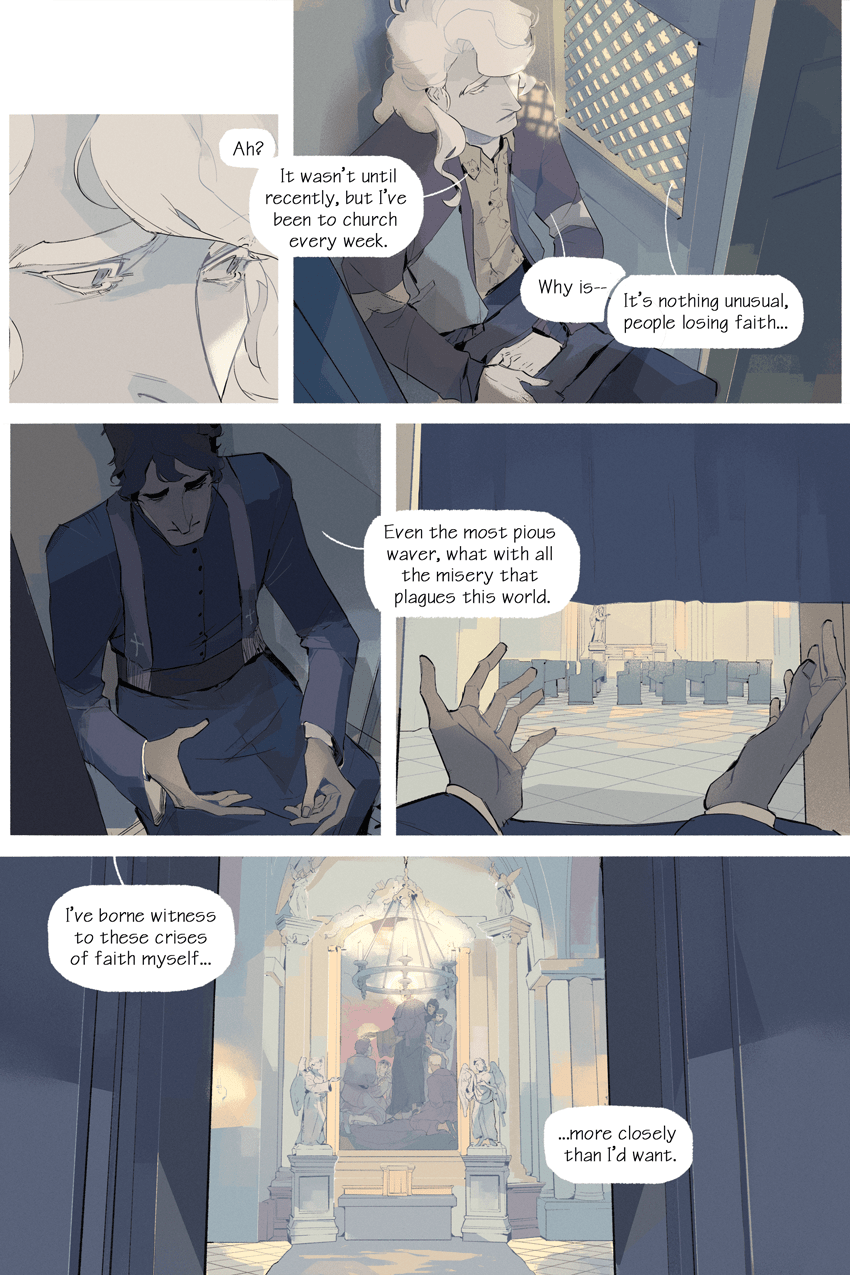 Ah?
It wasn't until
recently, but I've
been to church
every week.
Why is--
It's nothing unusual,
people losing faith...
Even the most pious
waver, what with all
the misery that
plagues this world.
I've borne witness
to these crises
of faith myself...
...more closely
than I'd want.